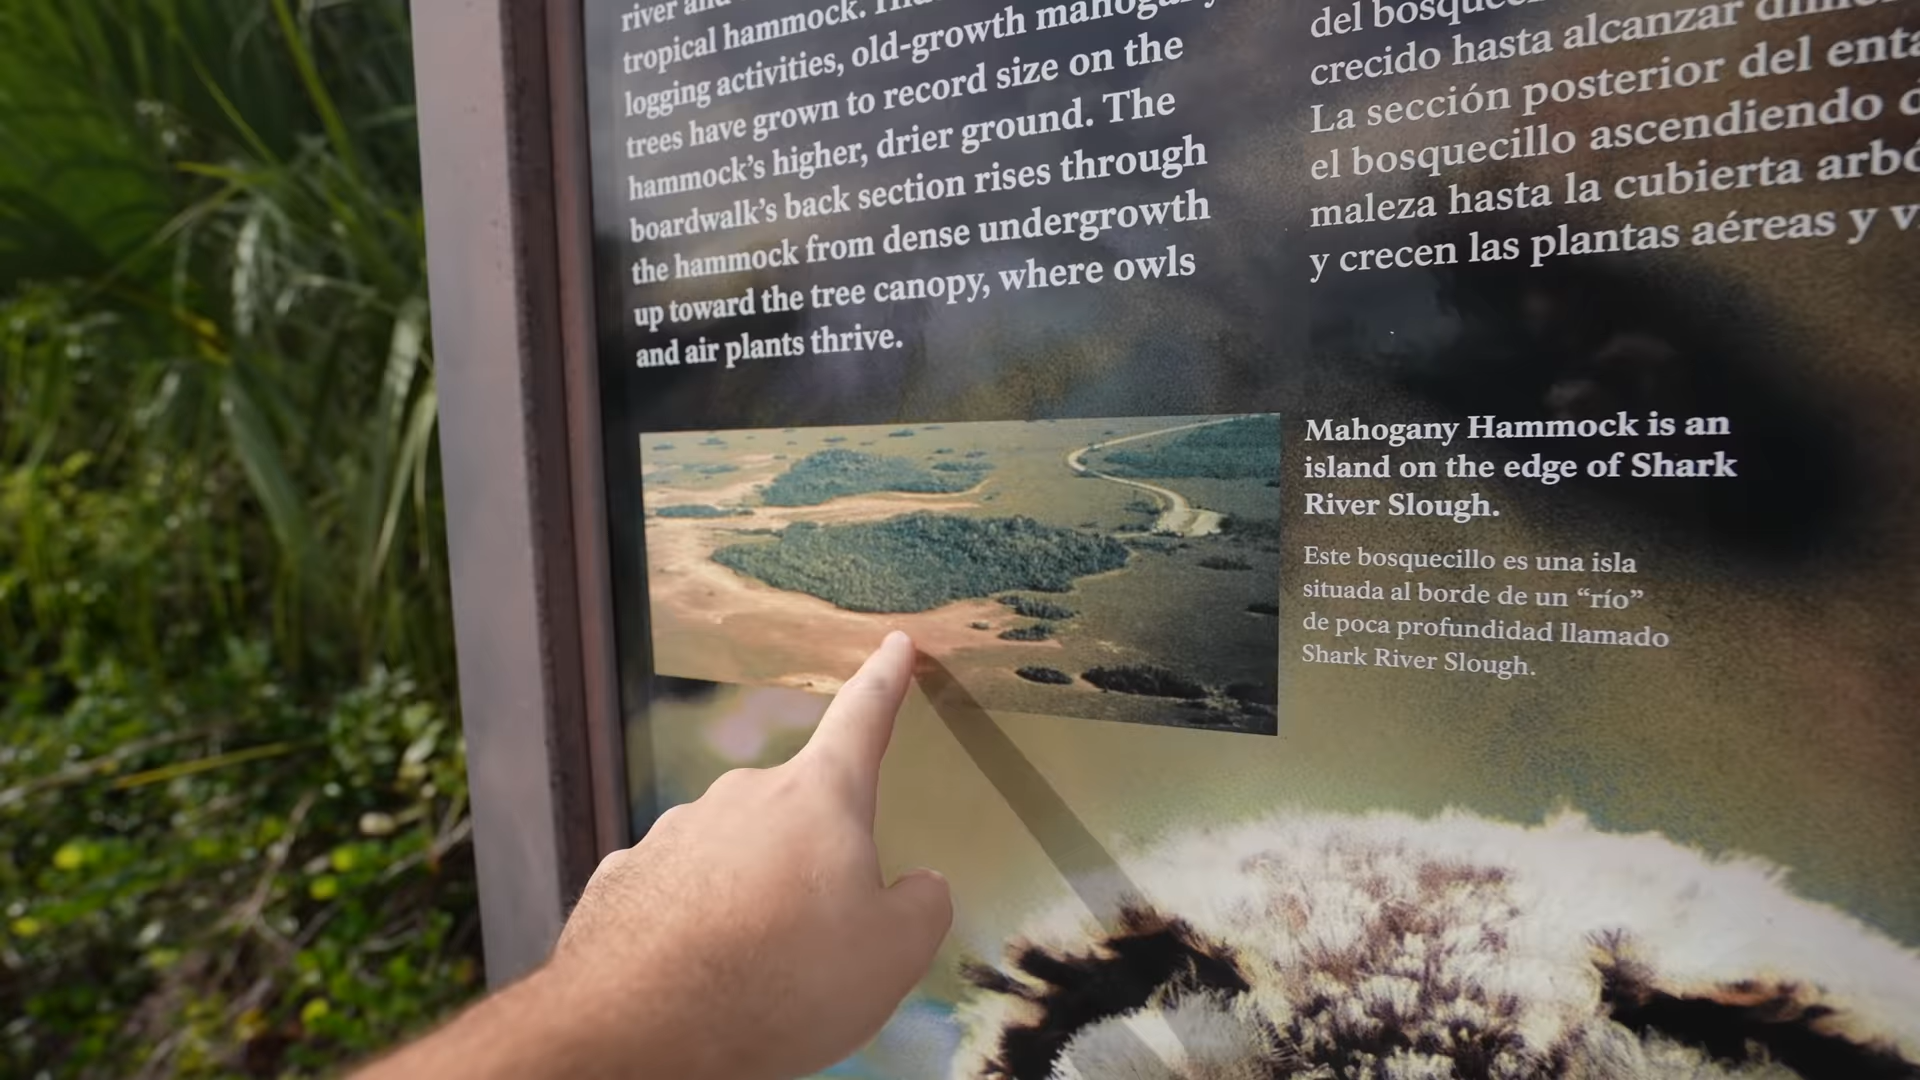 river and
tropical hammock.
logging activities, old-growth mahogany
trees have grown to record size on the
hammock's higher, drier ground. The
boardwalk's back section rises through
the hammock from dense undergrowth
up toward the tree canopy, where owls
and air plants thrive.
del
crecido hasta alcanzar
La sección posterior del
el bosquecillo ascendiendo
maleza hasta la cubierta
y crecen las plantas aéreas y
Mahogany Hammock is an
island on the edge of Shark
River Slough.
Este bosquecillo es una isla
situada al borde de un “río”
de poca profundidad llamado
Shark River Slough.